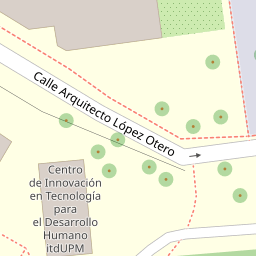 Calle Arquitecto López Otero
Centro
de Innovación
en Tecnología
para
el Desarrollo
Humano
itdUPM